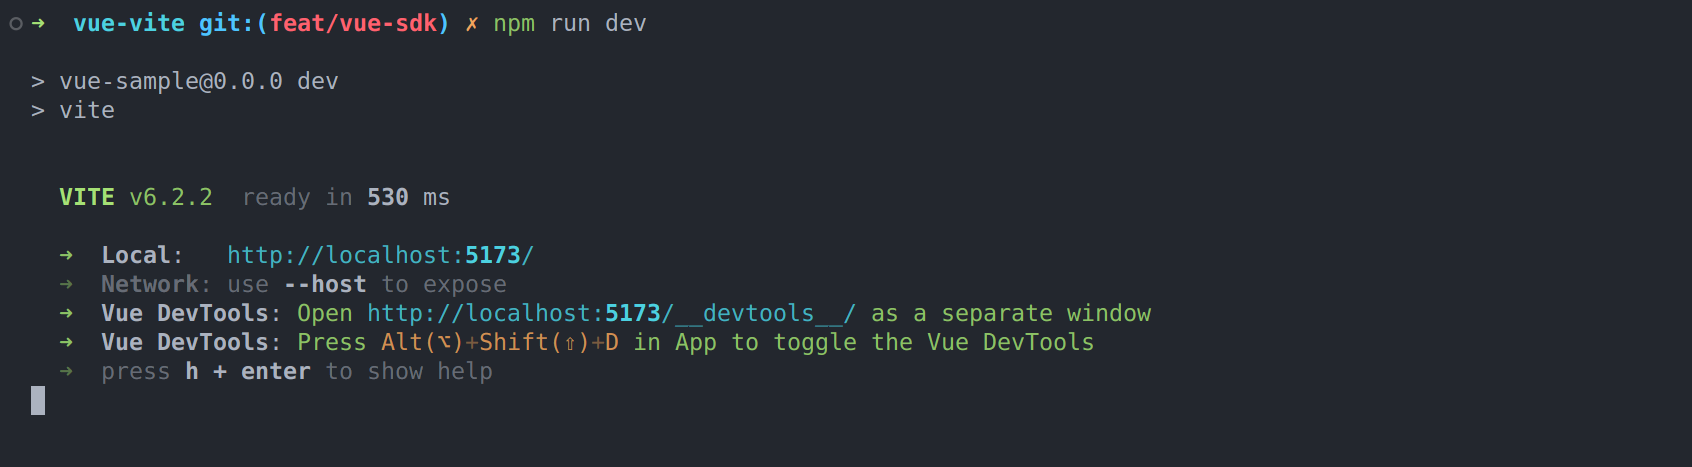 ➜ vue-vite git:(feat/vue-sdk) ✗ npm run dev
> vue-sample@0.0.0 dev
> vite
VITE v6.2.2 ready in 530 ms
➜ Local: http://localhost:5173/
➜ Network: use --host to expose
➜ Vue DevTools: Open http://localhost:5173/__devtools__/ as a separate window
➜ Vue DevTools: Press Alt(⌥)+Shift(⇧)+D in App to toggle the Vue DevTools
➜ press h + enter to show help